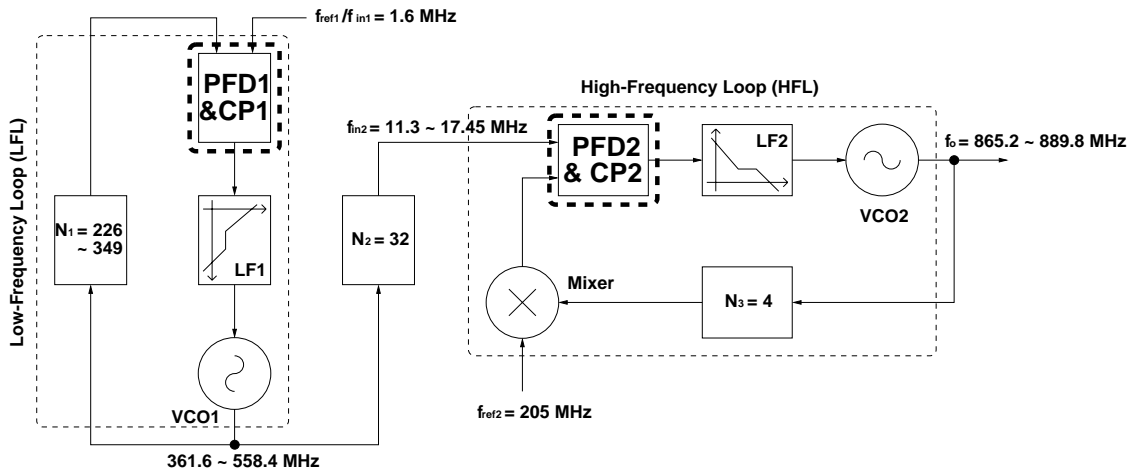 fref1/fin1 = 1.6 MHz
Low-Frequency Loop (LFL)
PFD1
&CP1
N1 = 226
~ 349
LF1
VCO1
361.6 ~ 558.4 MHz
fin2 = 11.3 ~ 17.45 MHz
N2 = 32
High-Frequency Loop (HFL)
PFD2
& CP2
LF2
VCO2
fo = 865.2 ~ 889.8 MHz
Mixer
N3 = 4
fref2 = 205 MHz